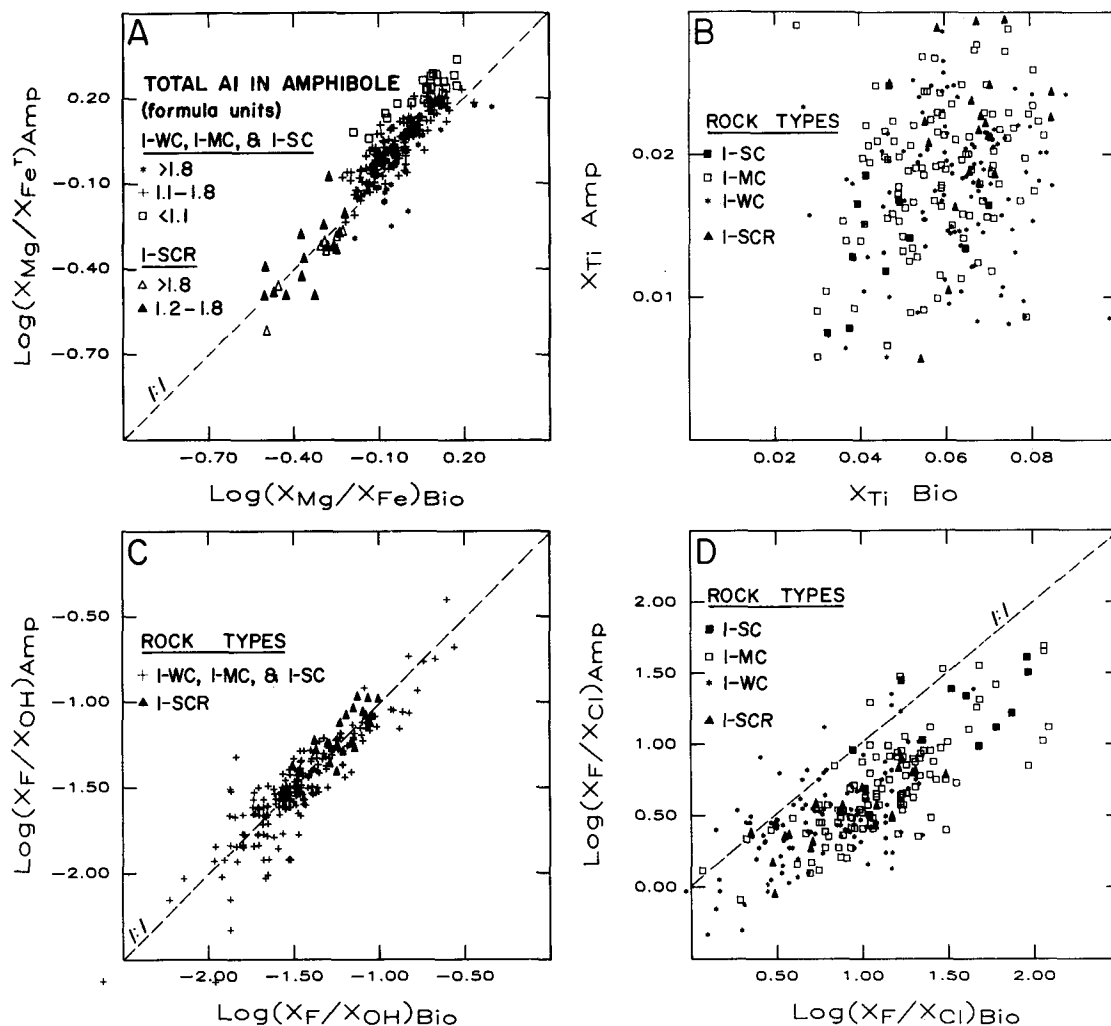 A
TOTAL Al IN AMPHIBOLE
(formula units)
I-WC, I-MC, & I-SC
>1.8
1.1-1.8
<1.1
I-SCR
>1.8
1.2-1.8
1:1
0.20
-0.10
-0.40
-0.70
Log(XMg/XFeT)Amp
-0.70 -0.40 -0.10 0.20
Log(XMg/XFe)Bio
B
ROCK TYPES
I-SC
I-MC
I-WC
I-SCR
0.02
0.01
XTi Amp
0.02 0.04 0.06 0.08
XTi Bio
C
ROCK TYPES
I-WC, I-MC, & I-SC
I-SCR
1:1
-0.50
-1.00
-1.50
-2.00
Log(XF/XOH)Amp
-2.00 -1.50 -1.00 -0.50
Log(XF/XOH)Bio
D
ROCK TYPES
I-SC
I-MC
I-WC
I-SCR
1:1
2.00
1.50
1.00
0.50
0.00
Log(XF/XCl)Amp
0.50 1.00 1.50 2.00
Log(XF/XCl)Bio